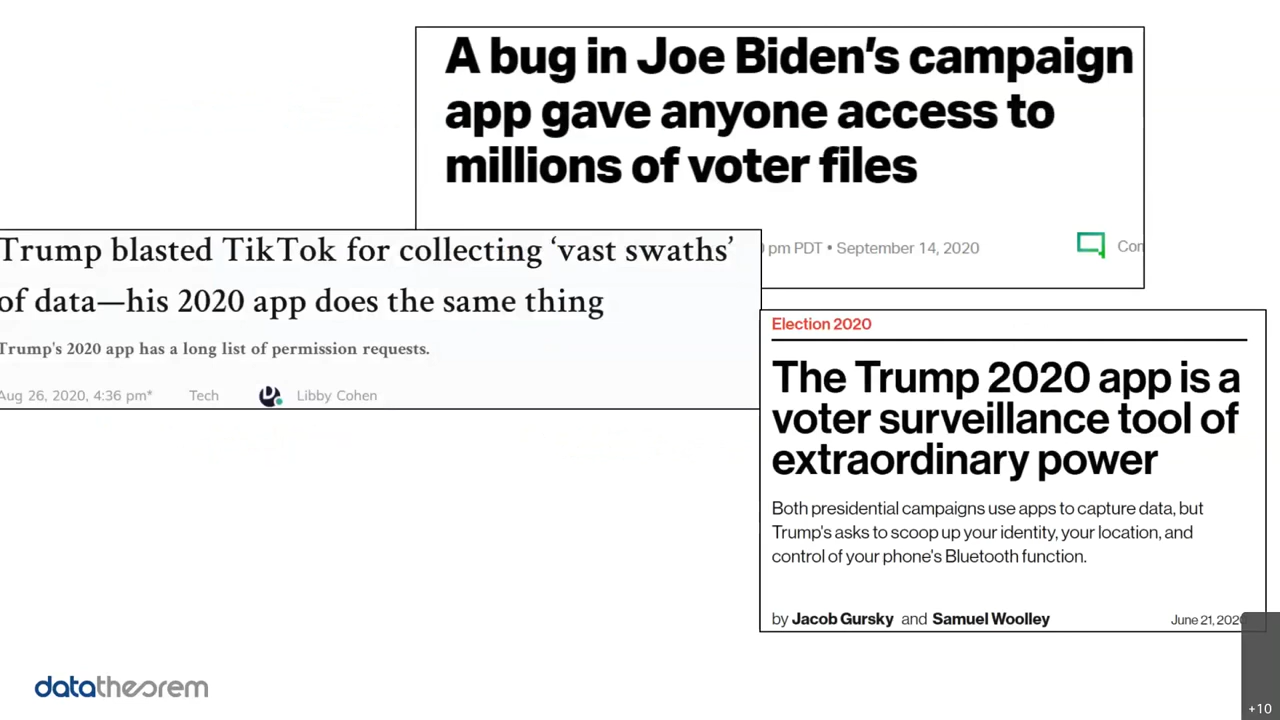 A bug in Joe Biden's campaign
app gave anyone access to
millions of voter files
pm PDT • September 14, 2020
Trump blasted TikTok for collecting ‘vast swaths’
of data—his 2020 app does the same thing
Trump's 2020 app has a long list of permission requests.
Aug 26, 2020, 4:36 pm* Tech Libby Cohen
Election 2020
The Trump 2020 app is a
voter surveillance tool of
extraordinary power
Both presidential campaigns use apps to capture data, but
Trump's asks to scoop up your identity, your location, and
control of your phone's Bluetooth function.
by Jacob Gursky and Samuel Woolley June 21, 2020
datatheorem
+10